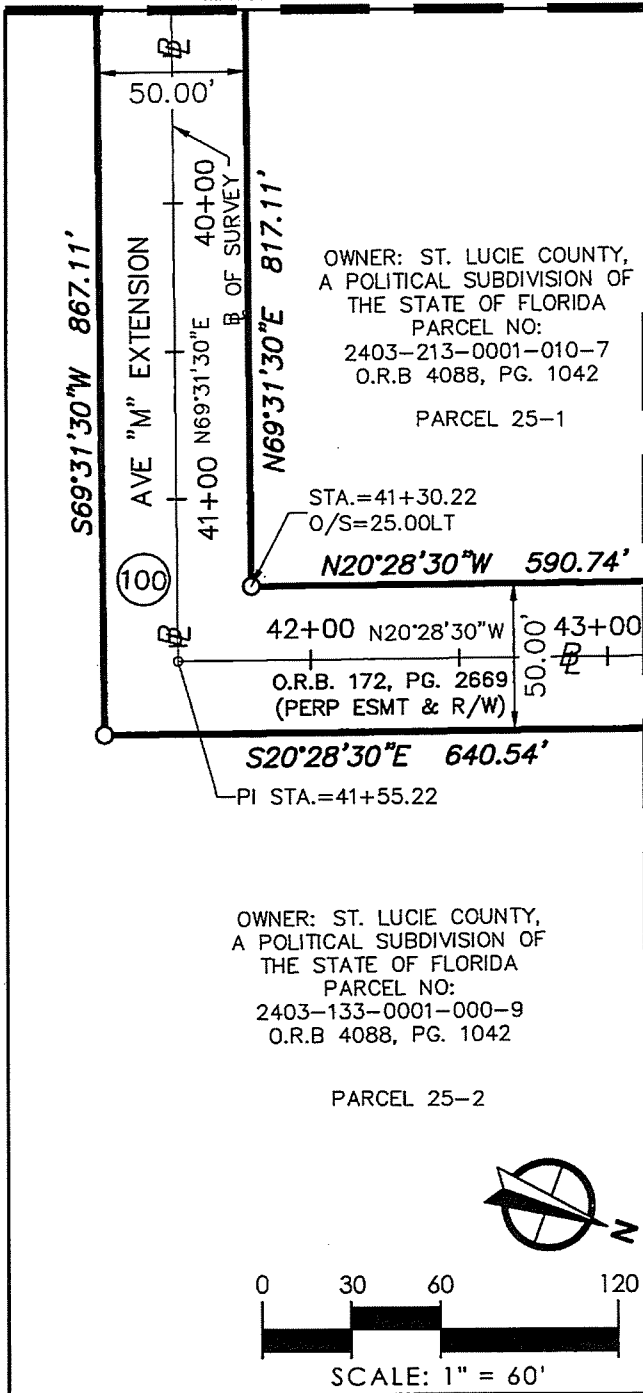 50.00'
AVE "M" EXTENSION
40+00
41+00
N69°31'30"E
℄ OF SURVEY
S69°31'30"W 867.11'
N69°31'30"E 817.11'
OWNER: ST. LUCIE COUNTY,
A POLITICAL SUBDIVISION OF
THE STATE OF FLORIDA
PARCEL NO:
2403-213-0001-010-7
O.R.B 4088, PG. 1042
PARCEL 25-1
STA.=41+30.22
O/S=25.00LT
100
N20°28'30"W 590.74'
42+00 N20°28'30"W
43+00
50.00'
O.R.B. 172, PG. 2669
(PERP ESMT & R/W)
S20°28'30"E 640.54'
PI STA.=41+55.22
OWNER: ST. LUCIE COUNTY,
A POLITICAL SUBDIVISION OF
THE STATE OF FLORIDA
PARCEL NO:
2403-133-0001-000-9
O.R.B 4088, PG. 1042
PARCEL 25-2
N
0 30 60 120
SCALE: 1" = 60'